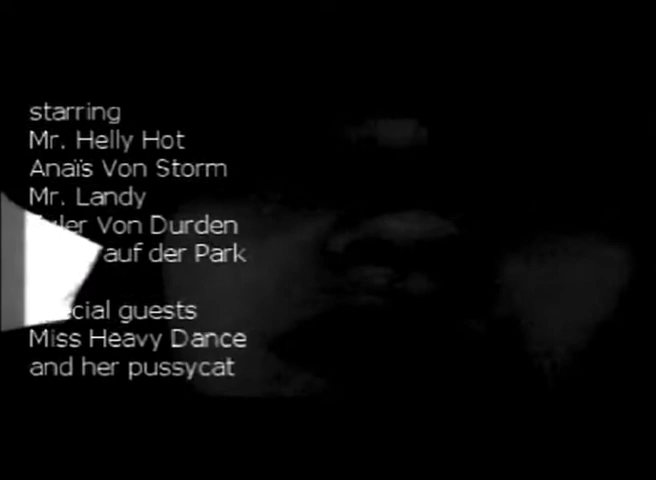 starring
Mr. Helly Hot
Anaïs Von Storm
Mr. Landy
Von Durden
auf der Park
guests
Miss Heavy Dance
and her pussycat